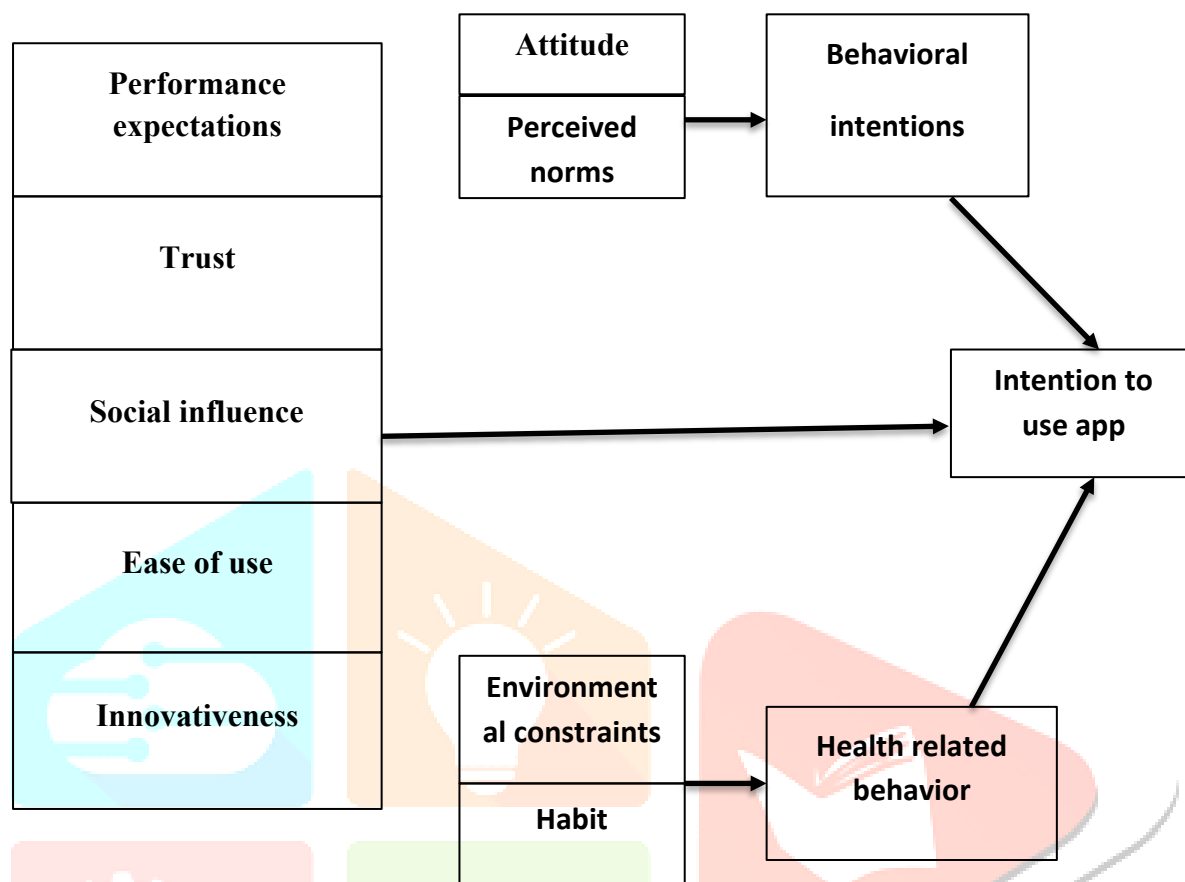 Performance
expectations
Trust
Social influence
Ease of use
Innovativeness
Attitude
Perceived
norms
Behavioral
intentions
Intention to
use app
Environment
al constraints
Habit
Health related
behavior